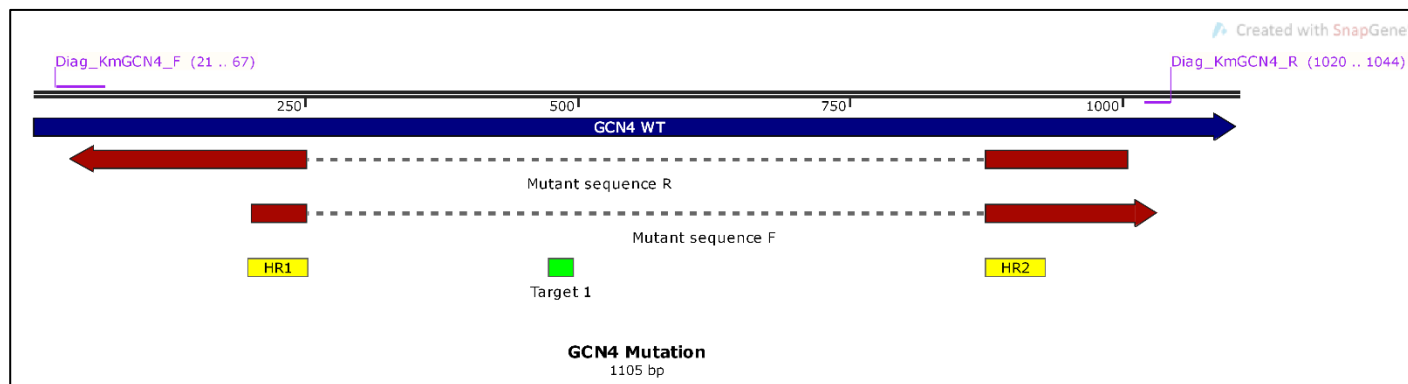 Created with SnapGene
Diag_KmGCN4_F (21 .. 67)
Diag_KmGCN4_R (1020 .. 1044)
250
500
750
1000
GCN4 WT
Mutant sequence R
Mutant sequence F
HR1
HR2
Target 1
GCN4 Mutation
1105 bp